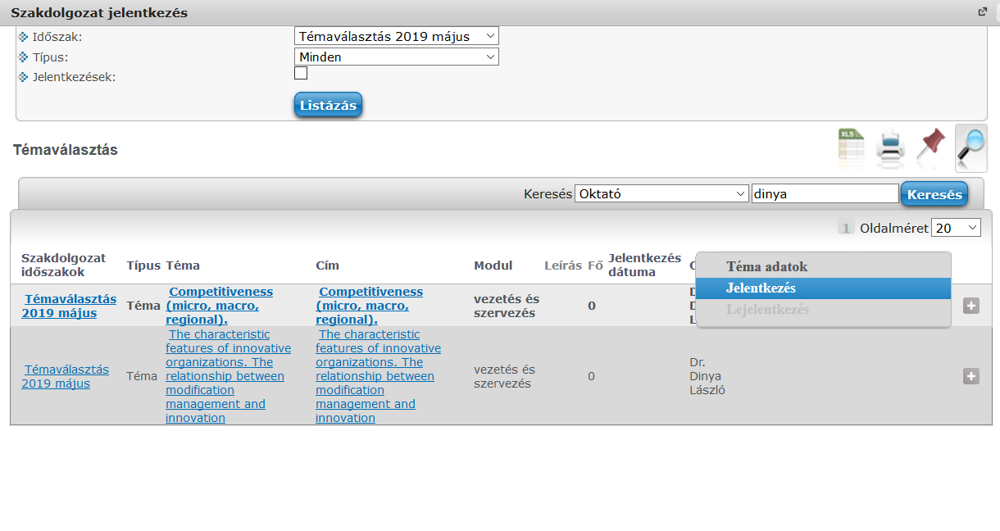 Szakdolgozat jelentkezés
Időszak: Témaválasztás 2019 május
Típus: Minden
Jelentkezések:
Listázás
Témaválasztás
XLS
Keresés Oktató dinya Keresés
1 Oldalméret 20
Szakdolgozat időszakok
Típus
Téma
Cím
Modul
Leírás
Fő
Jelentkezés dátuma
Téma adatok
Jelentkezés
Lejelentkezés
Témaválasztás
2019 május
Téma
Competitiveness
(micro, macro,
regional).
Competitiveness
(micro, macro,
regional).
vezetés és
szervezés
0
Témaválasztás
2019 május
Téma
The characteristic
features of innovative
organizations. The
relationship between
modification
management and
innovation
The characteristic
features of innovative
organizations. The
relationship between
modification
management and
innovation
vezetés és
szervezés
0
Dr.
Dinya
László